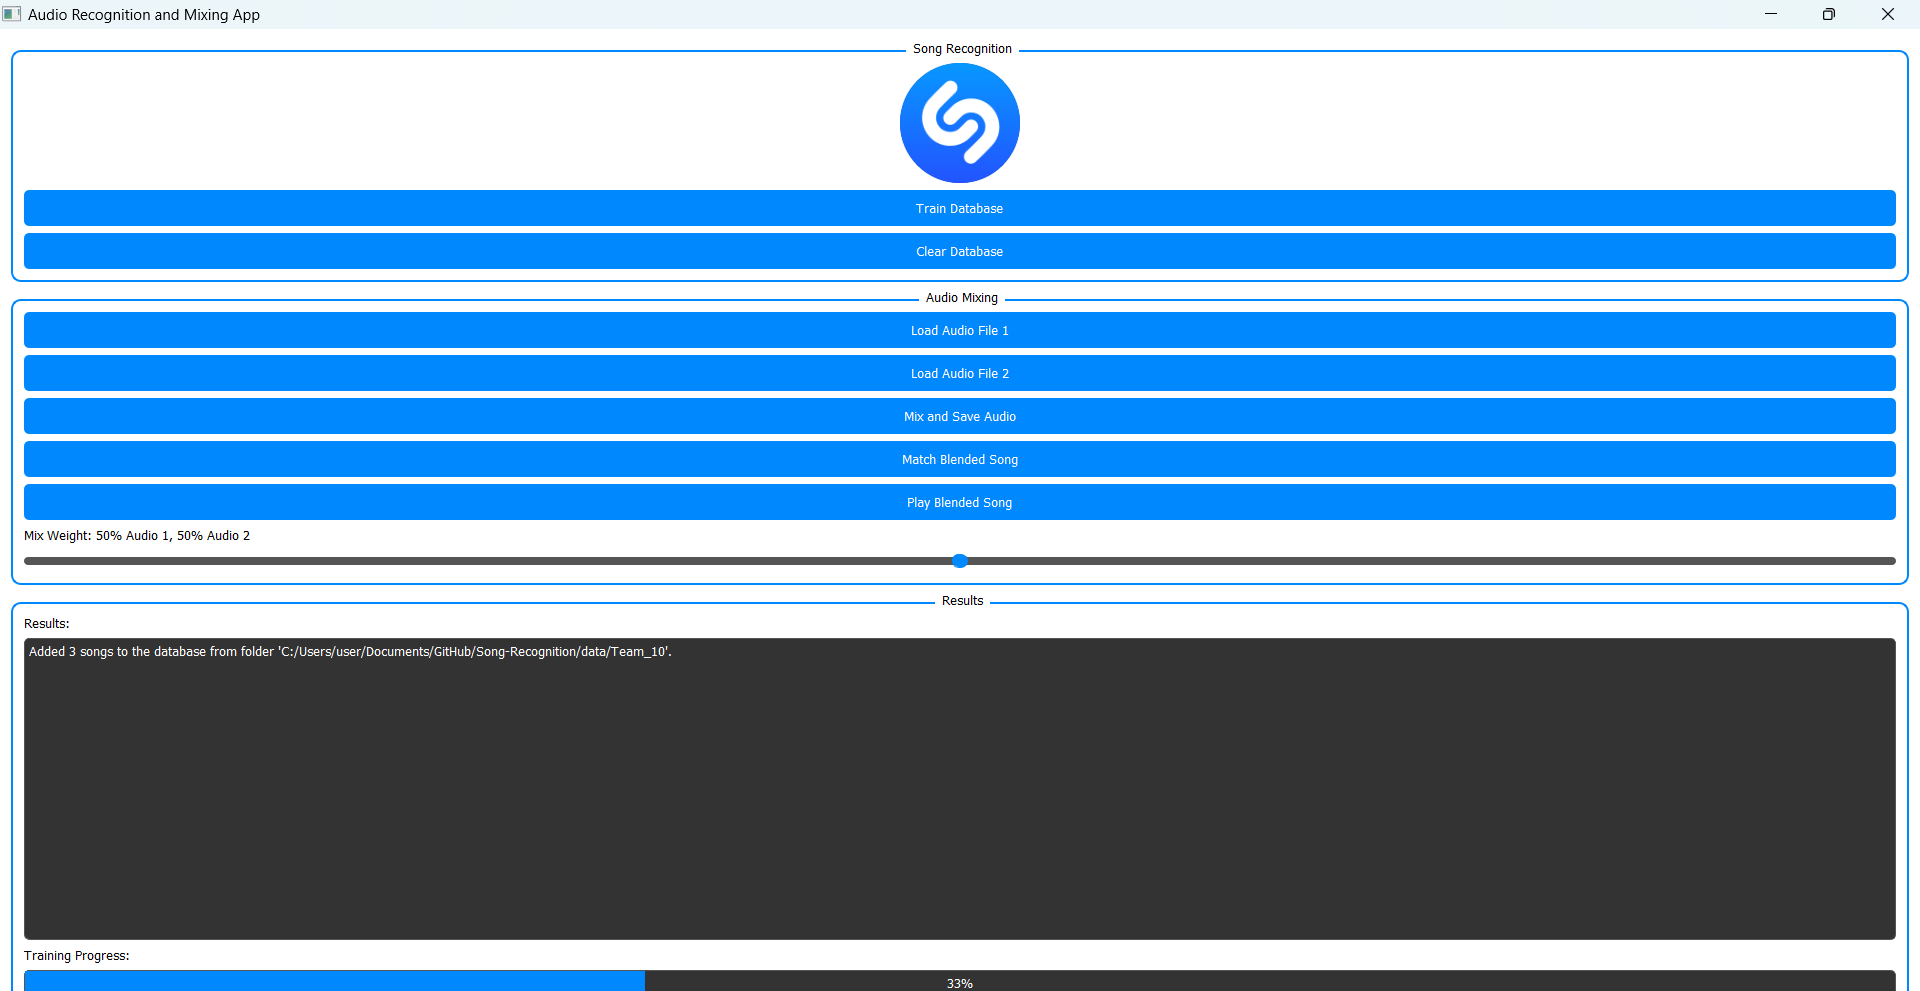 Audio Recognition and Mixing App
Song Recognition
Train Database
Clear Database
Audio Mixing
Load Audio File 1
Load Audio File 2
Mix and Save Audio
Match Blended Song
Play Blended Song
Mix Weight: 50% Audio 1, 50% Audio 2
Results
Results:
Added 3 songs to the database from folder 'C:/Users/user/Documents/GitHub/Song-Recognition/data/Team_10'.
Training Progress:
33%